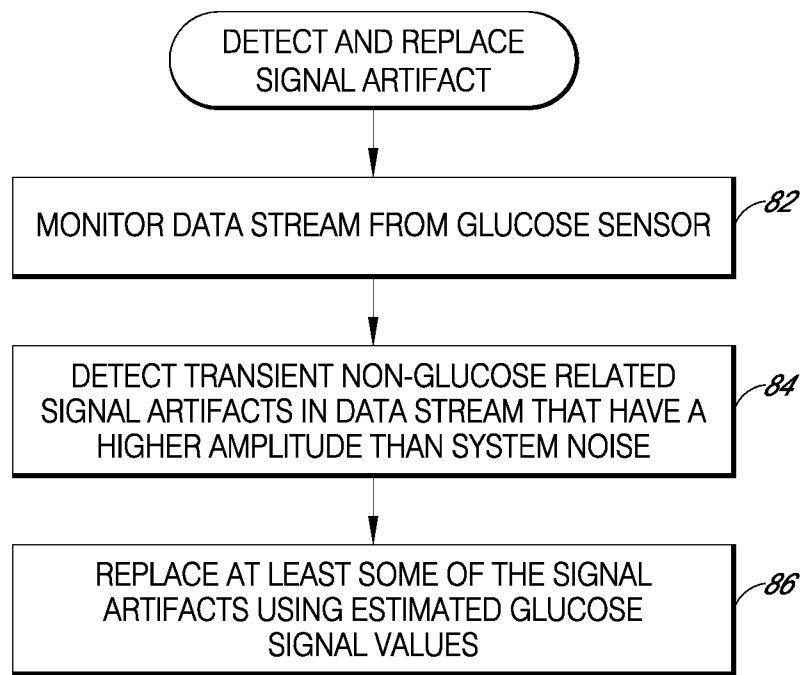 DETECT AND REPLACE
SIGNAL ARTIFACT
MONITOR DATA STREAM FROM GLUCOSE SENSOR
82
DETECT TRANSIENT NON-GLUCOSE RELATED
SIGNAL ARTIFACTS IN DATA STREAM THAT HAVE A
HIGHER AMPLITUDE THAN SYSTEM NOISE
84
REPLACE AT LEAST SOME OF THE SIGNAL
ARTIFACTS USING ESTIMATED GLUCOSE
SIGNAL VALUES
86